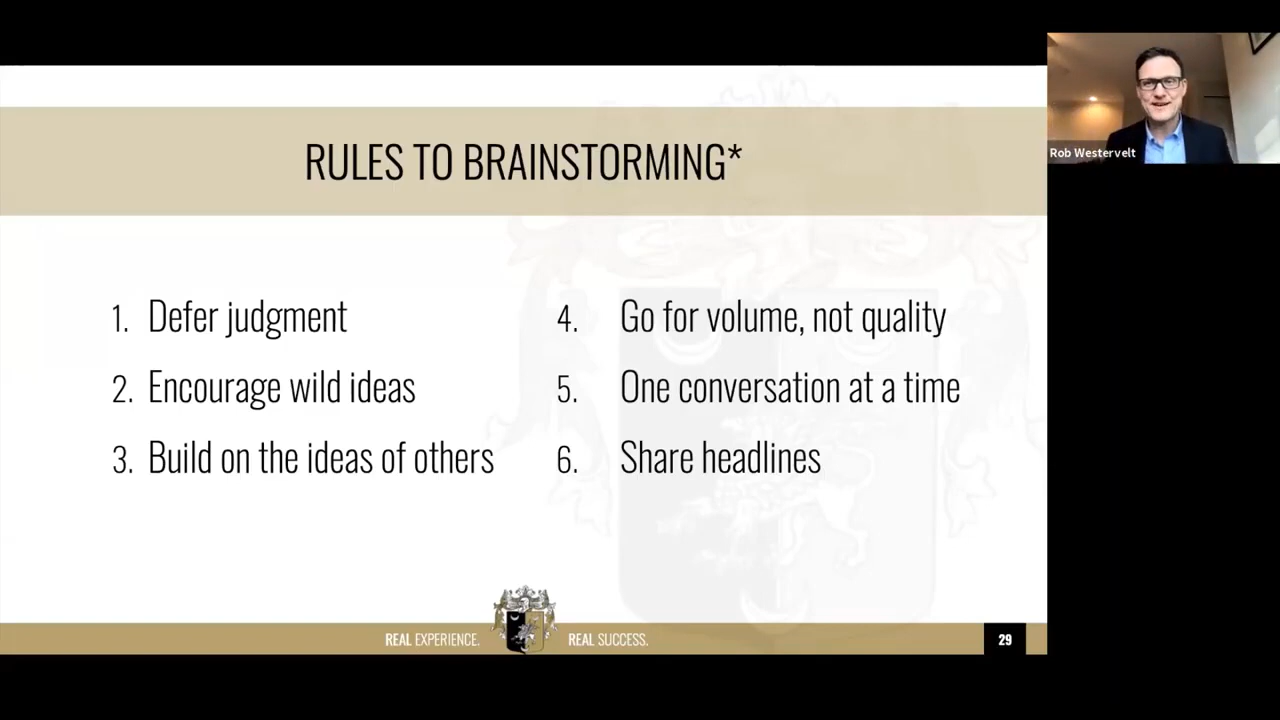 RULES TO BRAINSTORMING*
1. Defer judgment
2. Encourage wild ideas
3. Build on the ideas of others
4. Go for volume, not quality
5. One conversation at a time
6. Share headlines
REAL EXPERIENCE. REAL SUCCESS.
29
Rob Westervelt